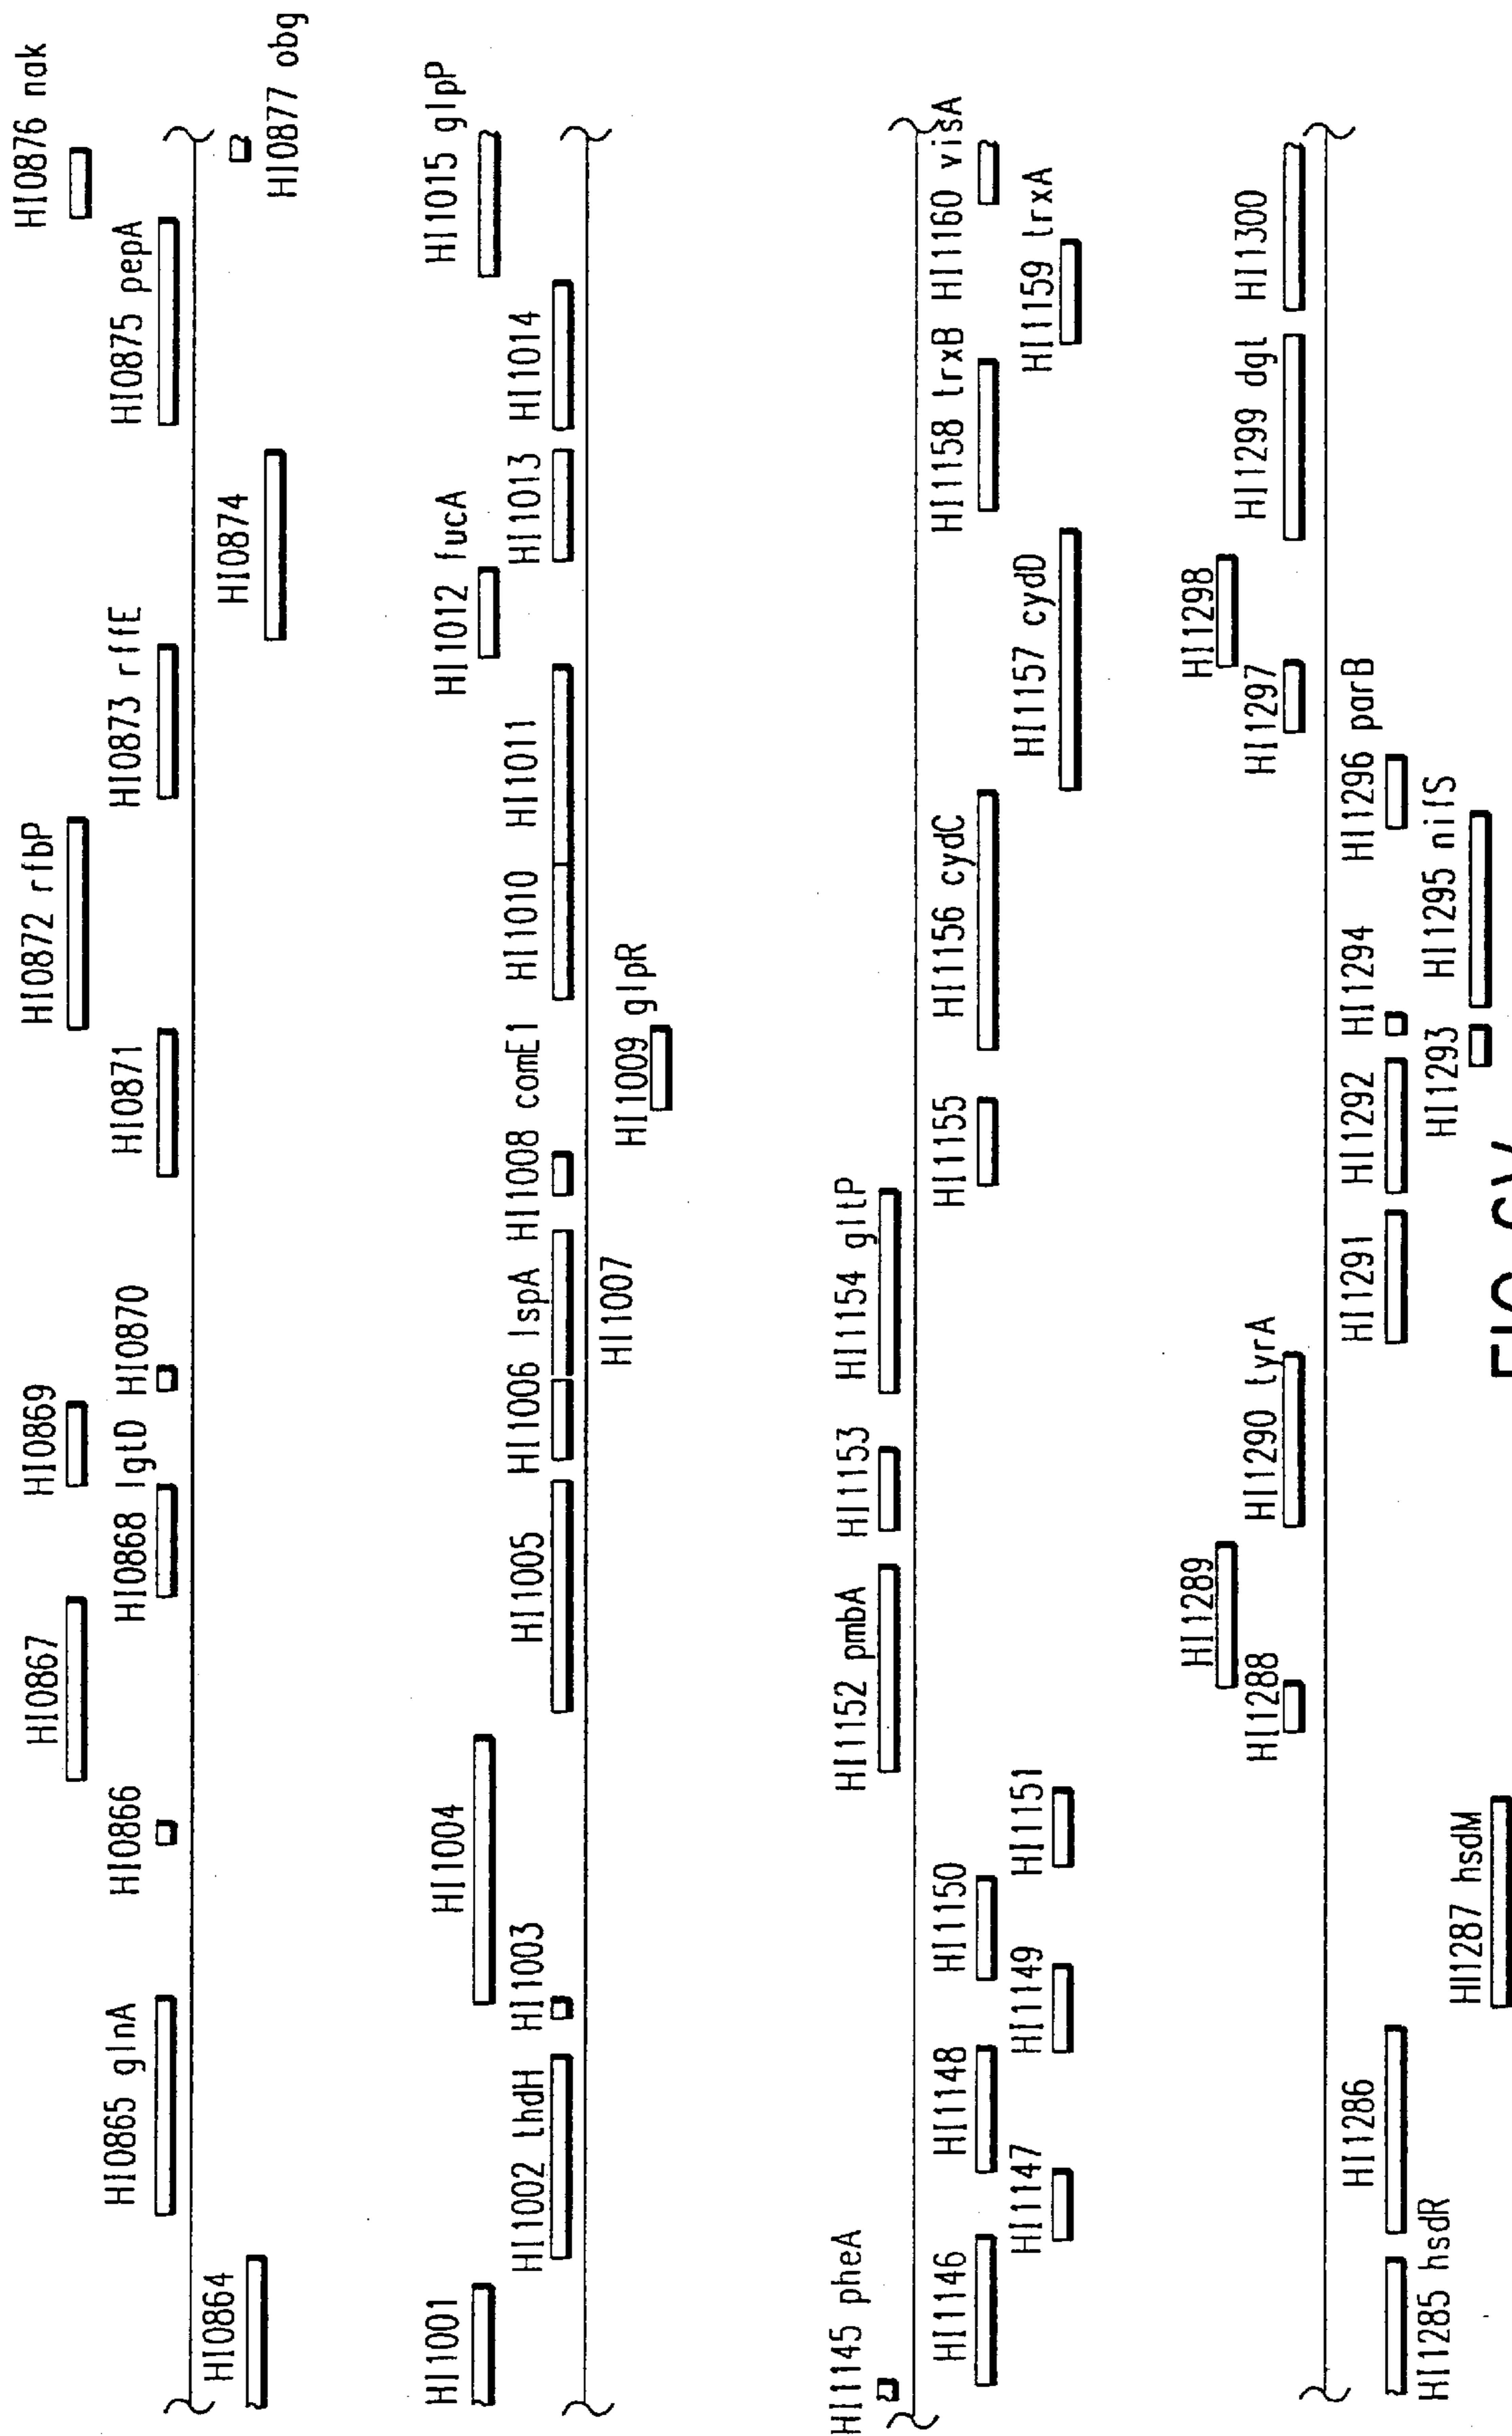 HI0864
HI0865 glnA
HI0866
HI0867
HI0868 lgtD
HI0869
HI0870
HI0871
HI0872 rfbP
HI0873 rffE
HI0874
HI0875 pepA
HI0876 nak
HI0877 obg
HI1001
HI1002 thdH
HI1003
HI1004
HI1005
HI1006 lspA
HI1007
HI1008 comE1
HI1009 glpR
HI1010
HI1011
HI1012 fucA
HI1013
HI1014
HI1015 glpP
HI1145 pheA
HI1146
HI1147
HI1148
HI1149
HI1150
HI1151
HI1152 pmbA
HI1153
HI1154 gltP
HI1155
HI1156 cydC
HI1157 cydD
HI1158 trxB
HI1159 trxA
HI1160 visA
HI1285 hsdR
HI1286
HI1287 hsdM
HI1288
HI1289
HI1290 tyrA
HI1291
HI1292
HI1293
HI1294
HI1295 nifS
HI1296 parB
HI1297
HI1298
HI1299 dgt
HI1300